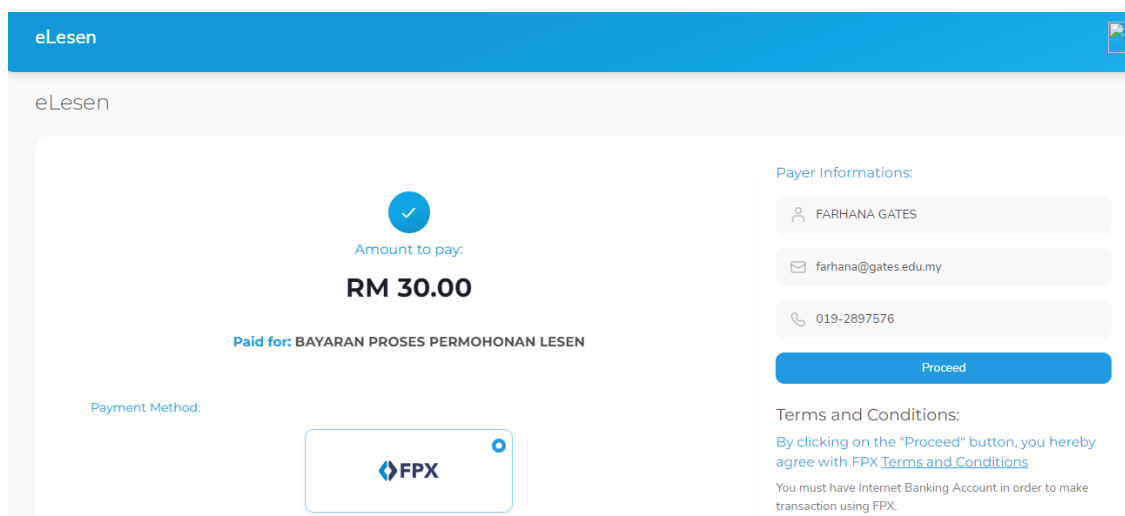 eLesen
eLesen
Amount to pay:
RM 30.00
Paid for: BAYARAN PROSES PERMOHONAN LESEN
Payment Method:
FPX
Payer Informations:
FARHANA GATES
farhana@gates.edu.my
019-2897576
Proceed
Terms and Conditions:
By clicking on the "Proceed" button, you hereby
agree with FPX Terms and Conditions
You must have Internet Banking Account in order to make
transaction using FPX.